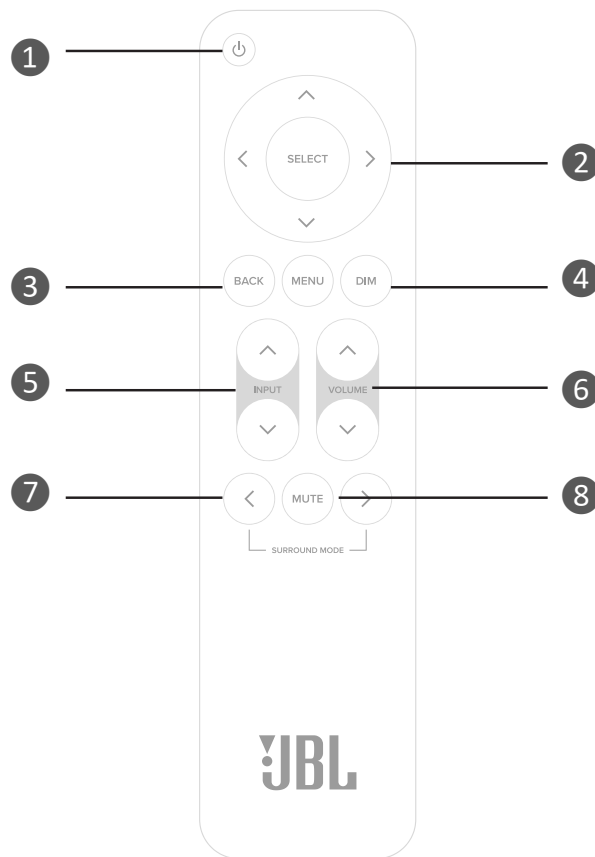 1
SELECT
2
BACK MENU DIM
3
4
INPUT VOLUME
5
6
7
MUTE
8
SURROUND MODE
JBL